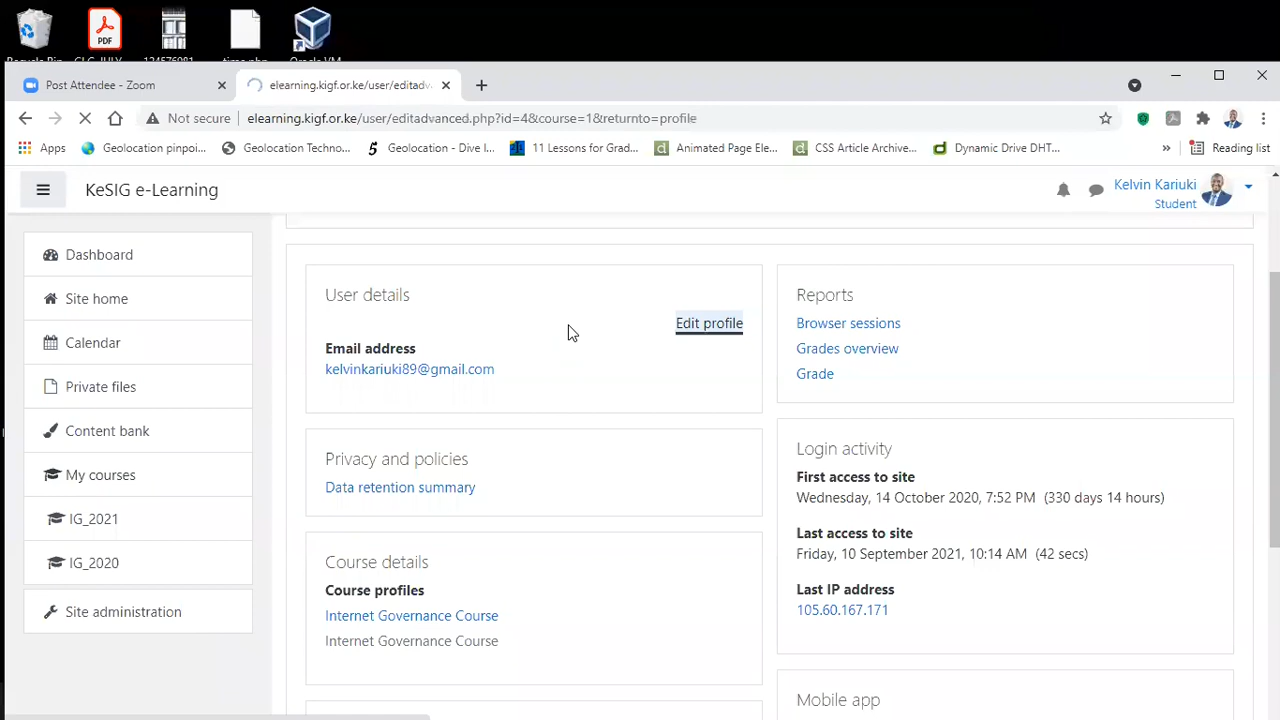 PDF
Post Attendee - Zoom
elearning.kigf.or.ke/user/editadv
Not secure
elearning.kigf.or.ke/user/editadvanced.php?id=4&course=1&returnto=profile
Apps
Geolocation pinpoi...
Geolocation Techno...
Geolocation - Dive I...
11 Lessons for Grad...
Animated Page Ele...
CSS Article Archive...
Dynamic Drive DHT...
»
Reading list
KeSIG e-Learning
Kelvin Kariuki
Student
Dashboard
Site home
Calendar
Private files
Content bank
My courses
IG_2021
IG_2020
Site administration
User details
Edit profile
Email address
kelvinkariuki89@gmail.com
Privacy and policies
Data retention summary
Course details
Course profiles
Internet Governance Course
Internet Governance Course
Reports
Browser sessions
Grades overview
Grade
Login activity
First access to site
Wednesday, 14 October 2020, 7:52 PM (330 days 14 hours)
Last access to site
Friday, 10 September 2021, 10:14 AM (42 secs)
Last IP address
105.60.167.171
Mobile app